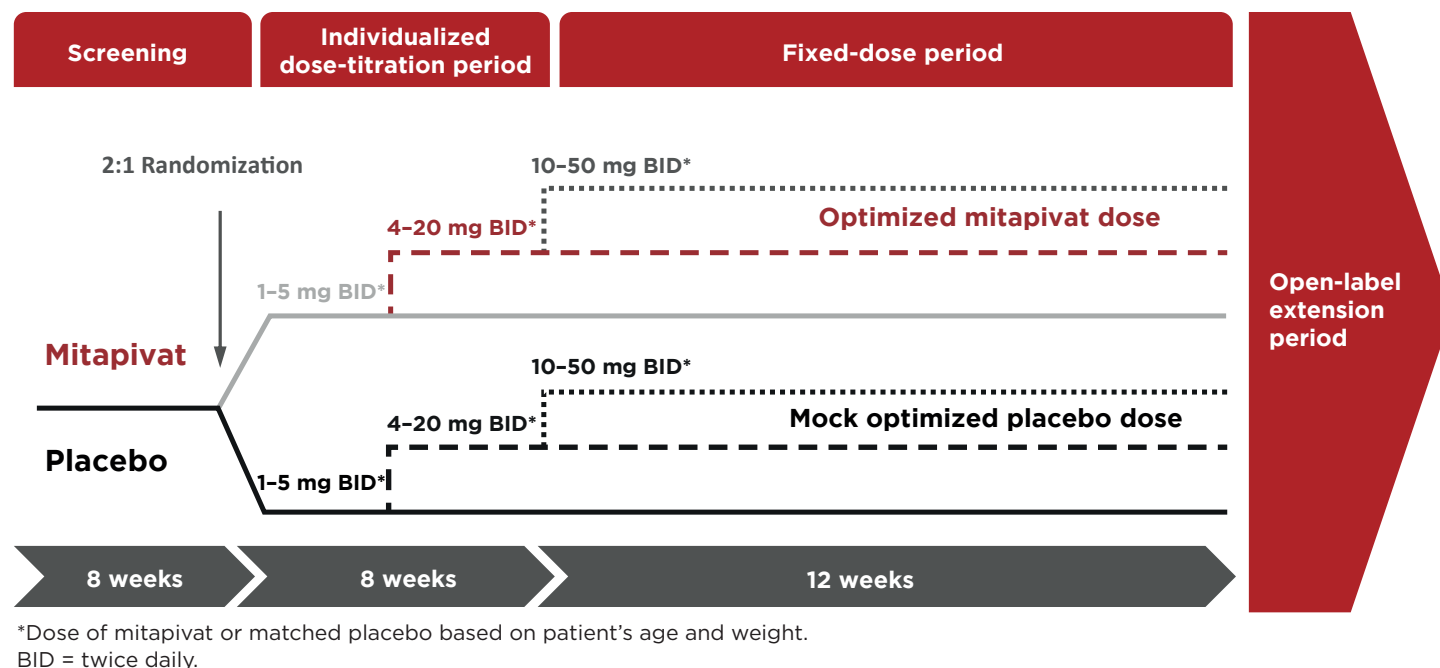 Screening
Individualized
dose-titration period
Fixed-dose period
2:1 Randomization
10–50 mg BID*
4–20 mg BID*
Optimized mitapivat dose
1–5 mg BID*
Mitapivat
10–50 mg BID*
4–20 mg BID*
Mock optimized placebo dose
Placebo
1–5 mg BID*
Open-label
extension
period
8 weeks
8 weeks
12 weeks
*Dose of mitapivat or matched placebo based on patient’s age and weight.
BID = twice daily.